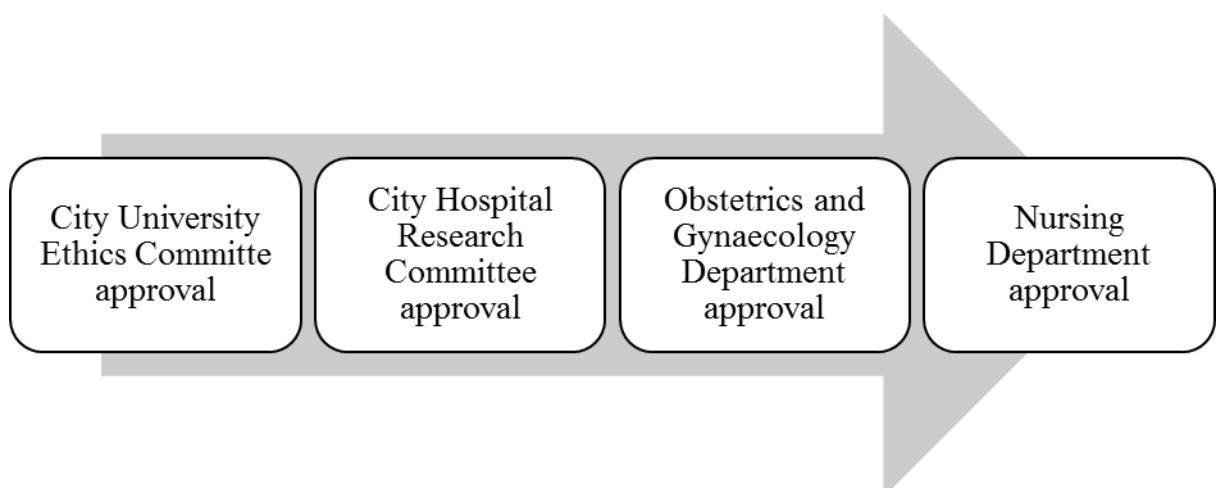 City University
Ethics Committe
approval
City Hospital
Research
Committee
approval
Obstetrics and
Gynaecology
Department
approval
Nursing
Department
approval